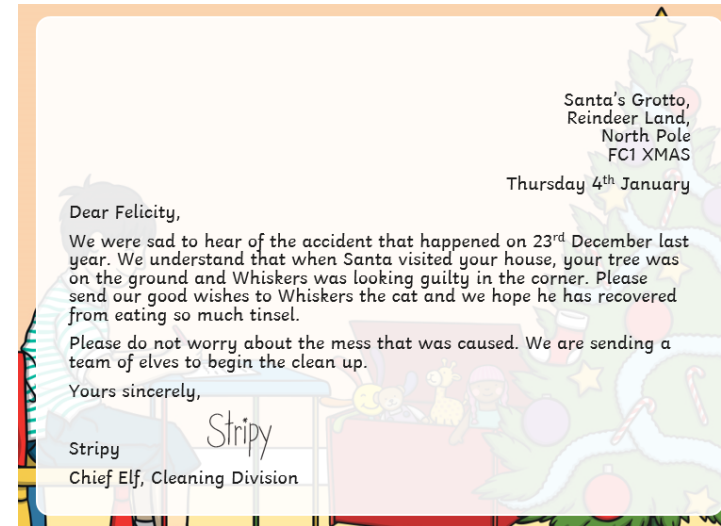 Santa's Grotto,
Reindeer Land,
North Pole
FC1 XMAS
Thursday 4th January
Dear Felicity,
We were sad to hear of the accident that happened on 23rd December last
year. We understand that when Santa visited your house, your tree was
on the ground and Whiskers was looking guilty in the corner. Please
send our good wishes to Whiskers the cat and we hope he has recovered
from eating so much tinsel.
Please do not worry about the mess that was caused. We are sending a
team of elves to begin the clean up.
Yours sincerely,
Stripy
Stripy
Chief Elf, Cleaning Division